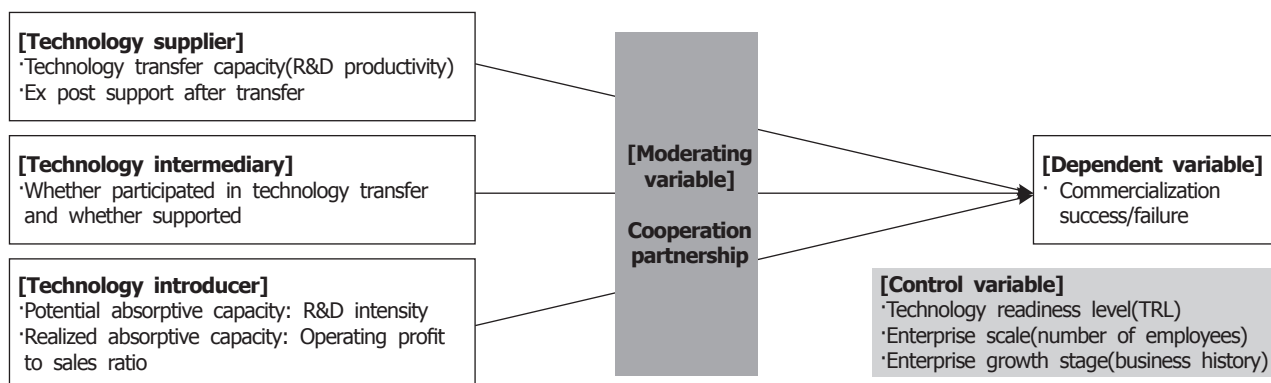 [Technology supplier]
·Technology transfer capacity(R&D productivity)
·Ex post support after transfer
[Technology intermediary]
·Whether participated in technology transfer
and whether supported
[Technology introducer]
·Potential absorptive capacity: R&D intensity
·Realized absorptive capacity: Operating profit
to sales ratio
[Moderating
variable]
Cooperation
partnership
[Dependent variable]
· Commercialization
success/failure
[Control variable]
·Technology readiness level(TRL)
·Enterprise scale(number of employees)
·Enterprise growth stage(business history)